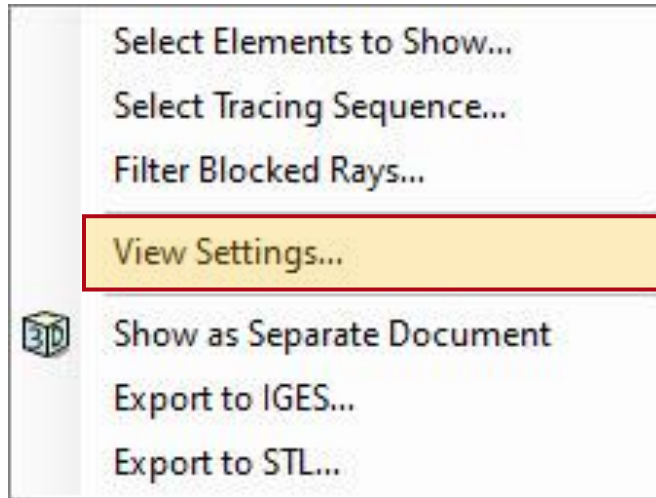 Select Elements to Show...
Select Tracing Sequence...
Filter Blocked Rays...
View Settings...
3D
Show as Separate Document
Export to IGES...
Export to STL...